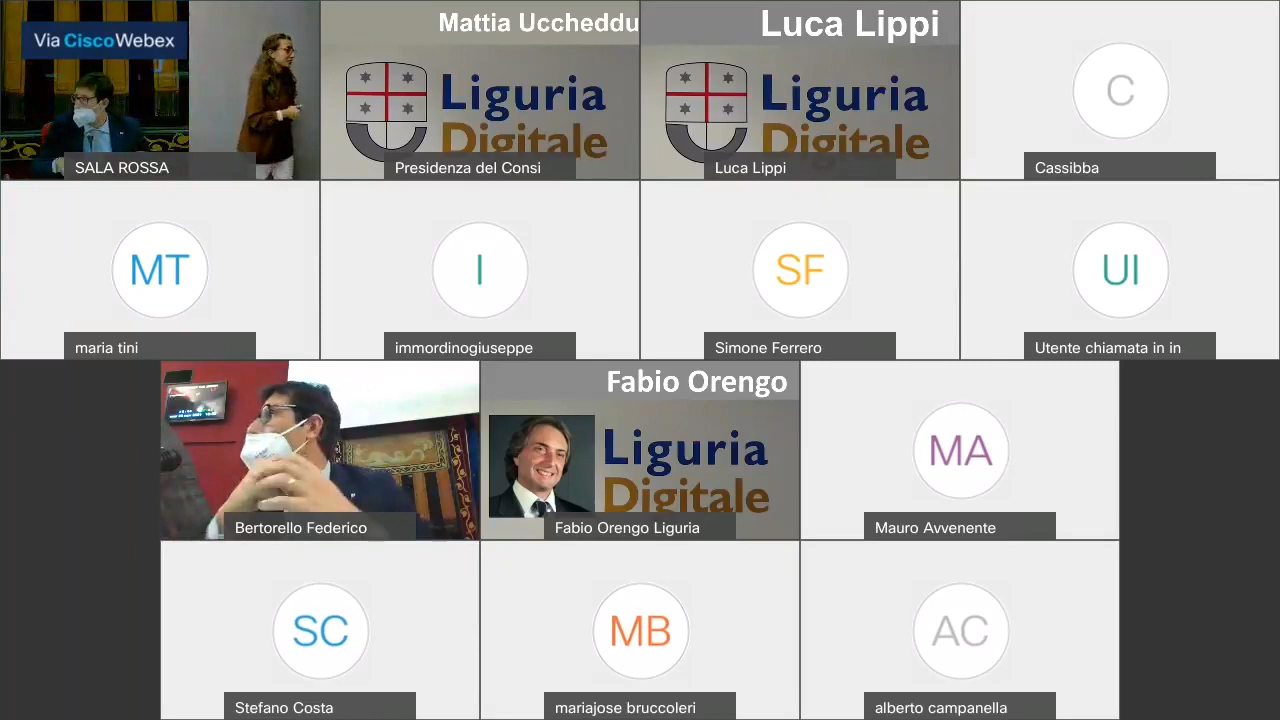 Via Cisco Webex
SALA ROSSA
Mattia Uccheddu
Liguria
Digitale
Presidenza del Consi
Luca Lippi
Liguria
Digitale
Luca Lippi
C
Cassibba
MT
maria tini
I
immordinogiuseppe
SF
Simone Ferrero
UI
Utente chiamata in in
Bertorello Federico
Fabio Orengo
Liguria
Digitale
Fabio Orengo Liguria
MA
Mauro Avvenente
SC
Stefano Costa
MB
mariajose bruccoleri
AC
alberto campanella